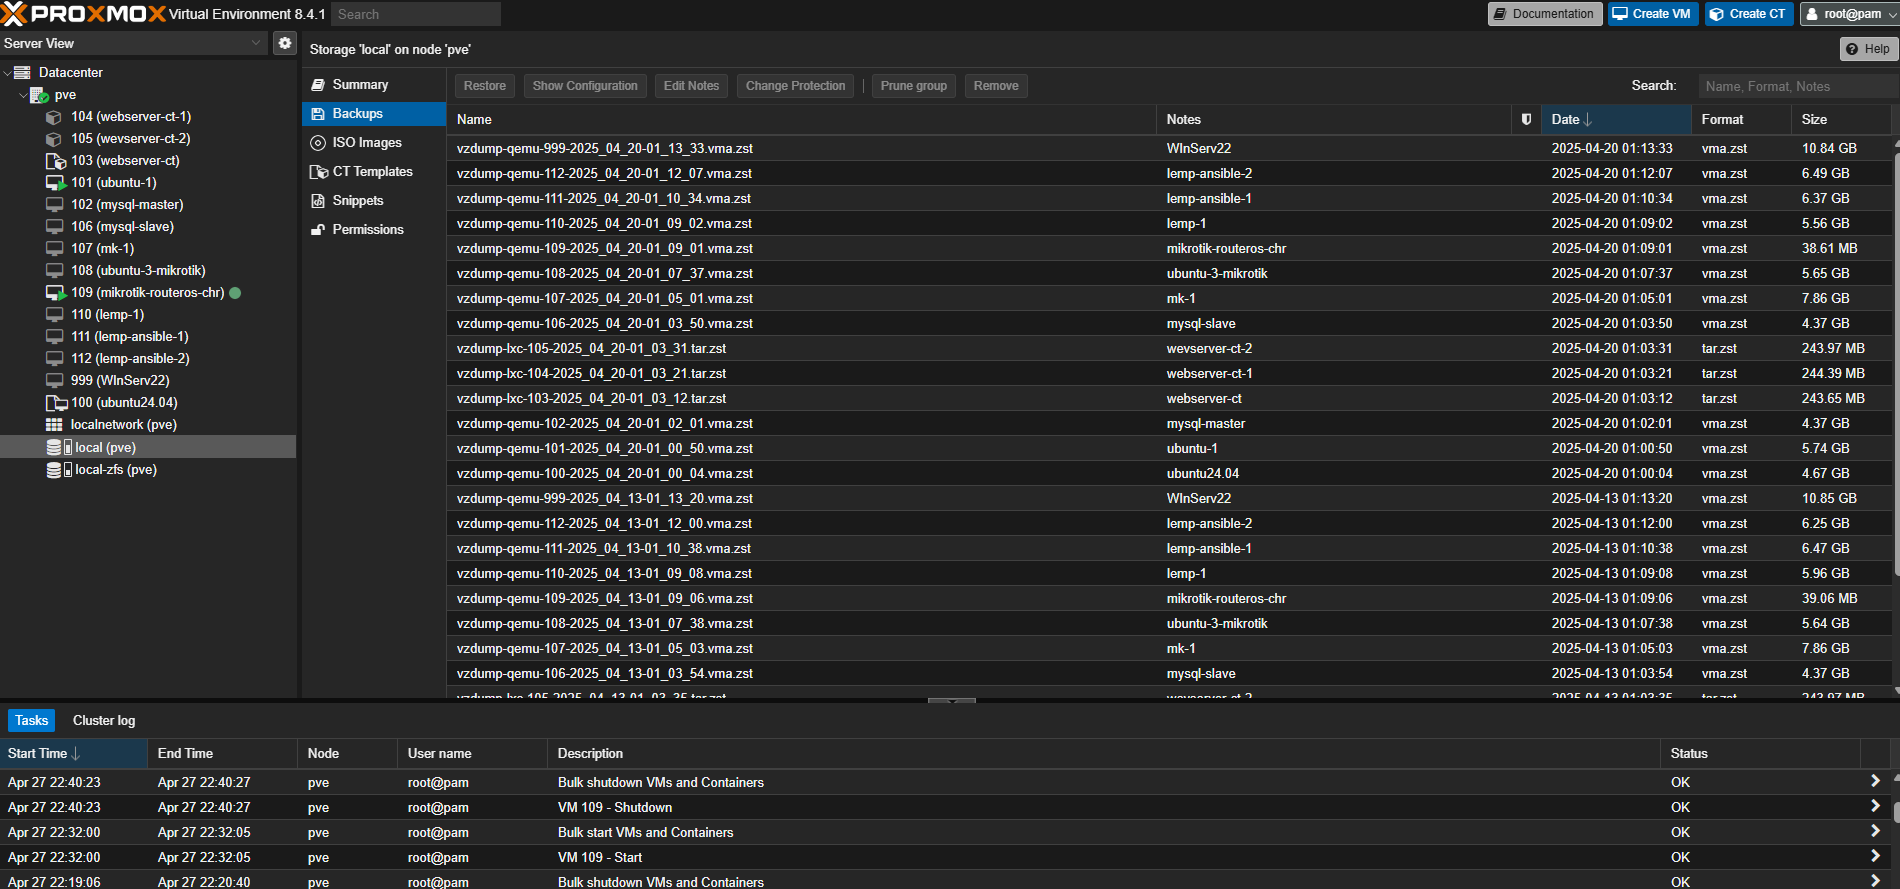 PROXMOX Virtual Environment 8.4.1 Search Documentation Create VM Create CT root@pam
Server View
Storage 'local' on node 'pve' Help
Datacenter
pve
104 (webserver-ct-1)
105 (wevserver-ct-2)
103 (webserver-ct)
101 (ubuntu-1)
102 (mysql-master)
106 (mysql-slave)
107 (mk-1)
108 (ubuntu-3-mikrotik)
109 (mikrotik-routeros-chr)
110 (lemp-1)
111 (lemp-ansible-1)
112 (lemp-ansible-2)
999 (WInServ22)
100 (ubuntu24.04)
localnetwork (pve)
local (pve)
local-zfs (pve)
Summary
Backups
ISO Images
CT Templates
Snippets
Permissions
Restore Show Configuration Edit Notes Change Protection Prune group Remove Search: Name, Format, Notes
Name Notes Date Format Size
vzdump-qemu-999-2025_04_20-01_13_33.vma.zst WInServ22 2025-04-20 01:13:33 vma.zst 10.84 GB
vzdump-qemu-112-2025_04_20-01_12_07.vma.zst lemp-ansible-2 2025-04-20 01:12:07 vma.zst 6.49 GB
vzdump-qemu-111-2025_04_20-01_10_34.vma.zst lemp-ansible-1 2025-04-20 01:10:34 vma.zst 6.37 GB
vzdump-qemu-110-2025_04_20-01_09_02.vma.zst lemp-1 2025-04-20 01:09:02 vma.zst 5.56 GB
vzdump-qemu-109-2025_04_20-01_09_01.vma.zst mikrotik-routeros-chr 2025-04-20 01:09:01 vma.zst 38.61 MB
vzdump-qemu-108-2025_04_20-01_07_37.vma.zst ubuntu-3-mikrotik 2025-04-20 01:07:37 vma.zst 5.65 GB
vzdump-qemu-107-2025_04_20-01_05_01.vma.zst mk-1 2025-04-20 01:05:01 vma.zst 7.86 GB
vzdump-qemu-106-2025_04_20-01_03_50.vma.zst mysql-slave 2025-04-20 01:03:50 vma.zst 4.37 GB
vzdump-lxc-105-2025_04_20-01_03_31.tar.zst wevserver-ct-2 2025-04-20 01:03:31 tar.zst 243.97 MB
vzdump-lxc-104-2025_04_20-01_03_21.tar.zst webserver-ct-1 2025-04-20 01:03:21 tar.zst 244.39 MB
vzdump-lxc-103-2025_04_20-01_03_12.tar.zst webserver-ct 2025-04-20 01:03:12 tar.zst 243.65 MB
vzdump-qemu-102-2025_04_20-01_02_01.vma.zst mysql-master 2025-04-20 01:02:01 vma.zst 4.37 GB
vzdump-qemu-101-2025_04_20-01_00_50.vma.zst ubuntu-1 2025-04-20 01:00:50 vma.zst 5.74 GB
vzdump-qemu-100-2025_04_20-01_00_04.vma.zst ubuntu24.04 2025-04-20 01:00:04 vma.zst 4.67 GB
vzdump-qemu-999-2025_04_13-01_13_20.vma.zst WInServ22 2025-04-13 01:13:20 vma.zst 10.85 GB
vzdump-qemu-112-2025_04_13-01_12_00.vma.zst lemp-ansible-2 2025-04-13 01:12:00 vma.zst 6.25 GB
vzdump-qemu-111-2025_04_13-01_10_38.vma.zst lemp-ansible-1 2025-04-13 01:10:38 vma.zst 6.47 GB
vzdump-qemu-110-2025_04_13-01_09_08.vma.zst lemp-1 2025-04-13 01:09:08 vma.zst 5.96 GB
vzdump-qemu-109-2025_04_13-01_09_06.vma.zst mikrotik-routeros-chr 2025-04-13 01:09:06 vma.zst 39.06 MB
vzdump-qemu-108-2025_04_13-01_07_38.vma.zst ubuntu-3-mikrotik 2025-04-13 01:07:38 vma.zst 5.64 GB
vzdump-qemu-107-2025_04_13-01_05_03.vma.zst mk-1 2025-04-13 01:05:03 vma.zst 7.86 GB
vzdump-qemu-106-2025_04_13-01_03_54.vma.zst mysql-slave 2025-04-13 01:03:54 vma.zst 4.37 GB
vzdump-lxc-105-2025_04_13-01_03_35.tar.zst wevserver-ct-2 2025-04-13 01:03:35 tar.zst 243.97 MB
Tasks Cluster log
Start Time End Time Node User name Description Status
Apr 27 22:40:23 Apr 27 22:40:27 pve root@pam Bulk shutdown VMs and Containers OK
Apr 27 22:40:23 Apr 27 22:40:27 pve root@pam VM 109 - Shutdown OK
Apr 27 22:32:00 Apr 27 22:32:05 pve root@pam Bulk start VMs and Containers OK
Apr 27 22:32:00 Apr 27 22:32:05 pve root@pam VM 109 - Start OK
Apr 27 22:19:06 Apr 27 22:20:40 pve root@pam Bulk shutdown VMs and Containers OK